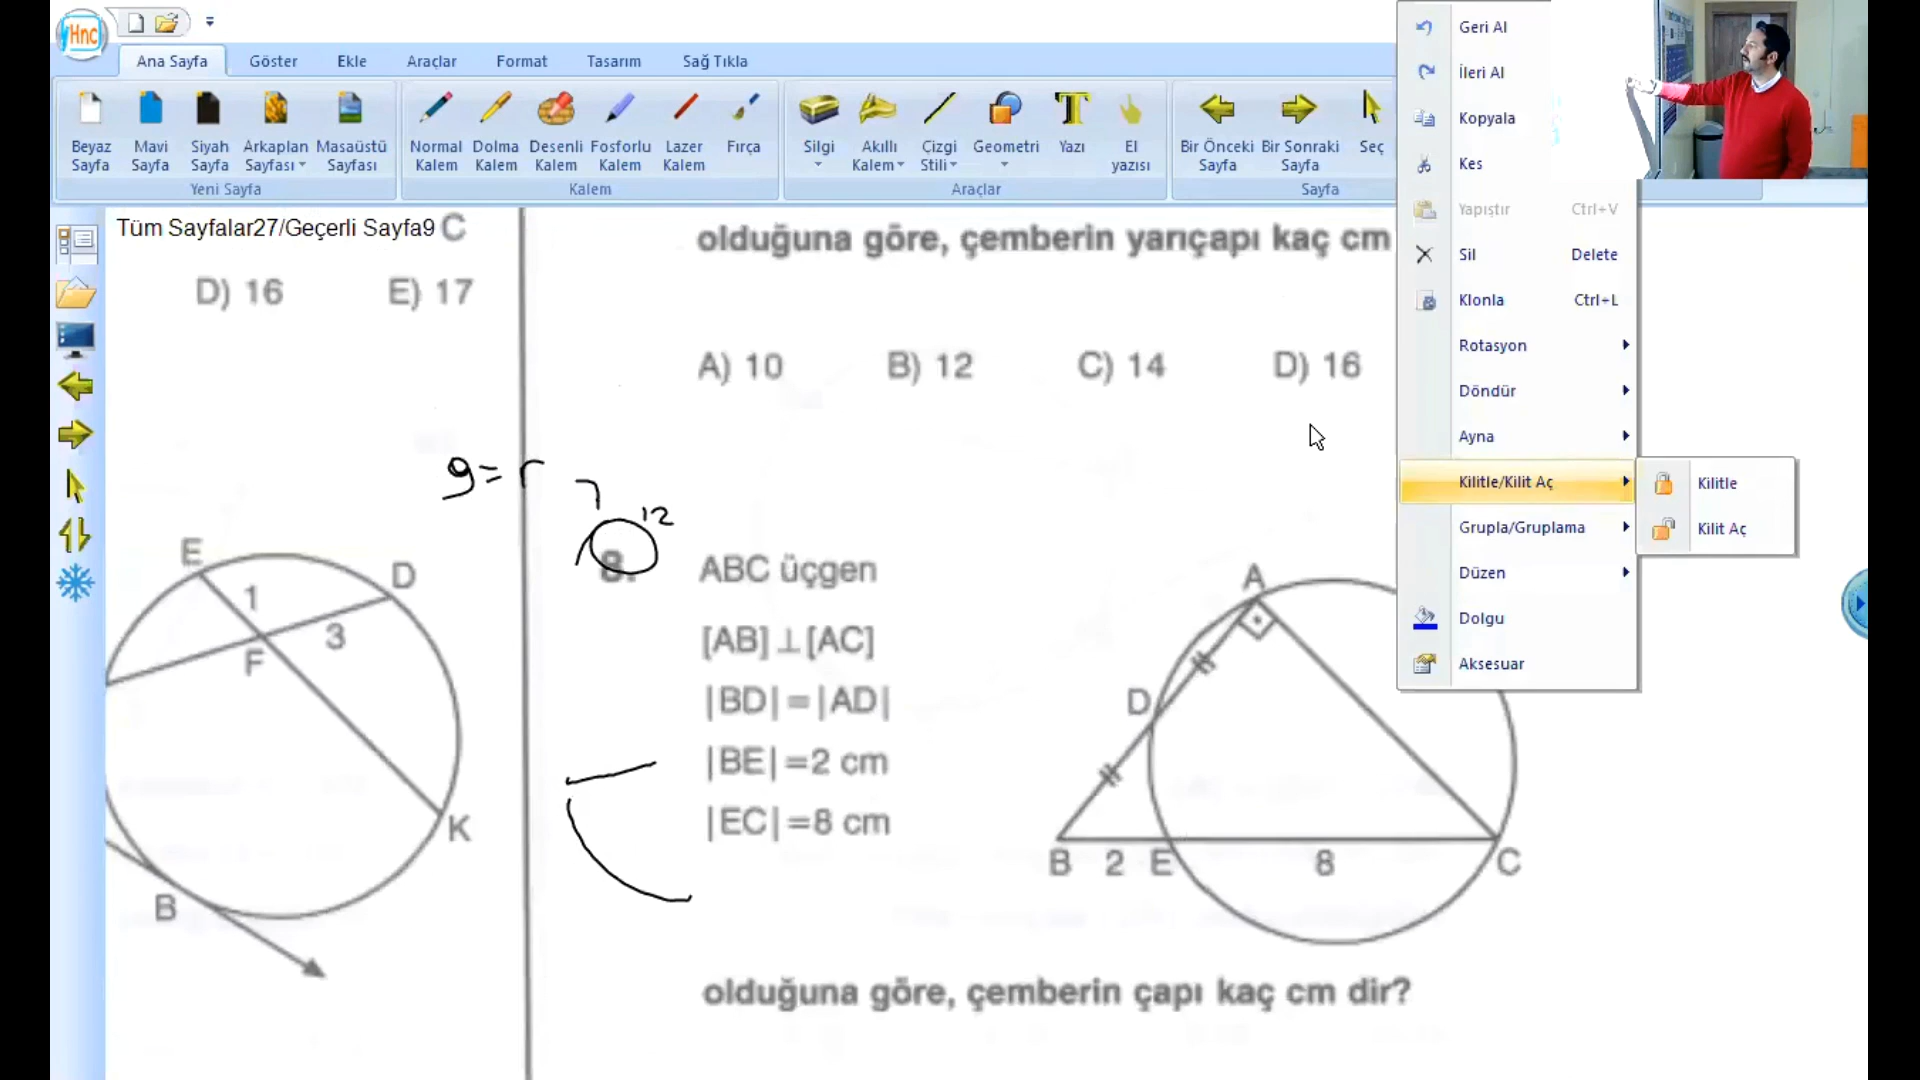 Hnc
Ana Sayfa Göster Ekle Araçlar Format Tasarım Sağ Tıkla
Beyaz Sayfa
Mavi Sayfa
Siyah Sayfa
Arkaplan Sayfası
Masaüstü Sayfası
Yeni Sayfa
Normal Kalem
Dolma Kalem
Desenli Kalem
Fosforlu Kalem
Lazer Kalem
Fırça
Kalem
Silgi
Akıllı Kalem
Çizgi Stili
Geometri
Yazı
El yazısı
Araçlar
Bir Önceki Sayfa
Bir Sonraki Sayfa
Seç
Sayfa
Geri Al
İleri Al
Kopyala
Kes
Yapıştır Ctrl+V
Sil Delete
Klonla Ctrl+L
Rotasyon
Döndür
Ayna
Kilitle/Kilit Aç
Kilitle
Kilit Aç
Grupla/Gruplama
Düzen
Dolgu
Aksesuar
Tüm Sayfalar27/Geçerli Sayfa9
C
D) 16 E) 17
9=r
E
1
D
3
F
K
B
olduğuna göre, çemberin yarıçapı kaç cm
A) 10 B) 12 C) 14 D) 16
7
12
8. ABC üçgen
[AB]⊥[AC]
|BD|=|AD|
|BE|=2 cm
|EC|=8 cm
A
D
B 2 E 8 C
olduğuna göre, çemberin çapı kaç cm dir?